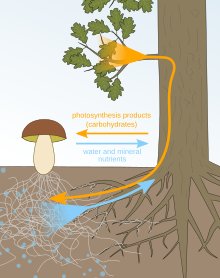 photosynthesis products
(carbohydrates)
water and mineral
nutrients